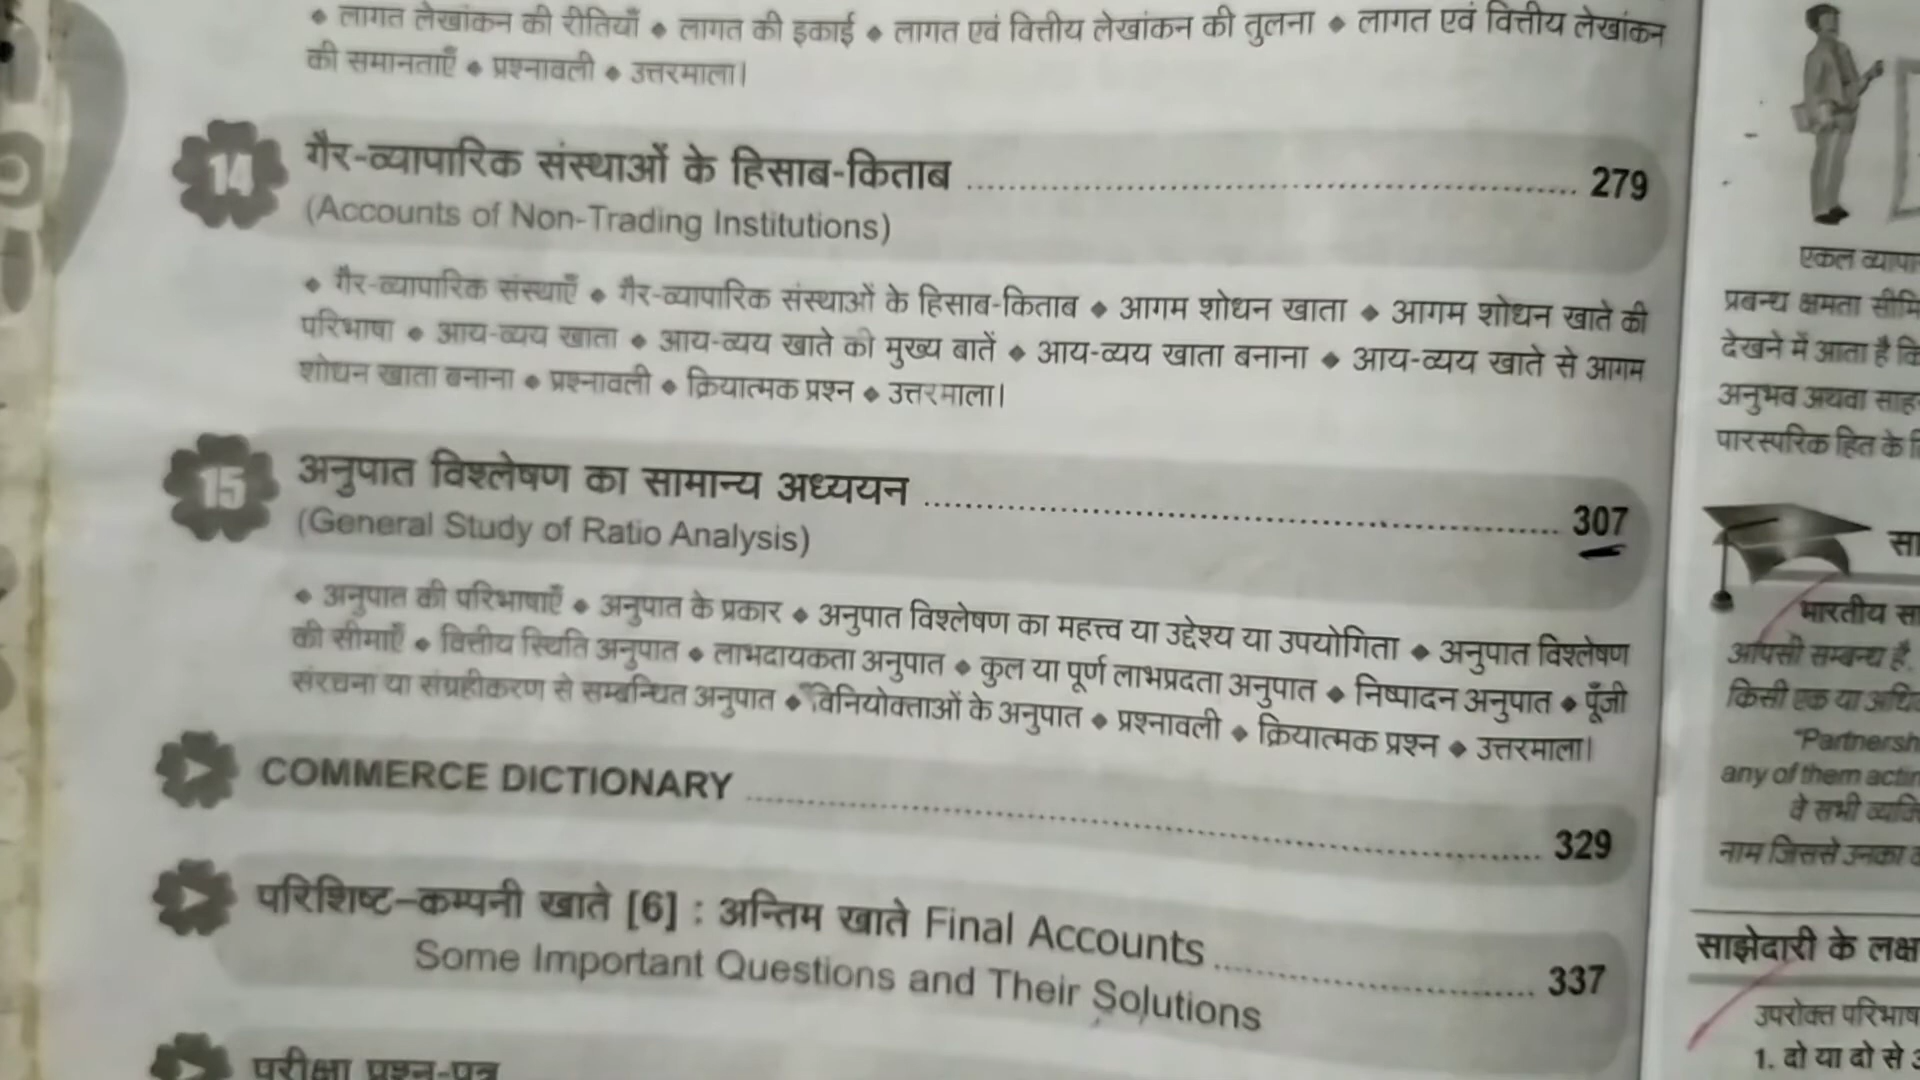 ◆ लागत लेखांकन की रीतियाँ ◆ लागत की इकाई ◆ लागत एवं वित्तीय लेखांकन की तुलना ◆ लागत एवं वित्तीय लेखांकन
की समानताएँ ◆ प्रश्नावली ◆ उत्तरमाला।
14 गैर-व्यापारिक संस्थाओं के हिसाब-किताब ........ 279
(Accounts of Non-Trading Institutions)
◆ गैर-व्यापारिक संस्थाएँ ◆ गैर-व्यापारिक संस्थाओं के हिसाब-किताब ◆ आगम शोधन खाता ◆ आगम शोधन खाते की
परिभाषा ◆ आय-व्यय खाता ◆ आय-व्यय खाते की मुख्य बातें ◆ आय-व्यय खाता बनाना ◆ आय-व्यय खाते से आगम
शोधन खाता बनाना ◆ प्रश्नावली ◆ क्रियात्मक प्रश्न ◆ उत्तरमाला।
15 अनुपात विश्लेषण का सामान्य अध्ययन ........ 307
(General Study of Ratio Analysis)
◆ अनुपात की परिभाषाएँ ◆ अनुपात के प्रकार ◆ अनुपात विश्लेषण का महत्त्व या उद्देश्य या उपयोगिता ◆ अनुपात विश्लेषण
की सीमाएँ ◆ वित्तीय स्थिति अनुपात ◆ लाभदायकता अनुपात ◆ कुल या पूर्ण लाभप्रदता अनुपात ◆ निष्पादन अनुपात ◆ पूँजी
संरचना या संग्रहीकरण से सम्बन्धित अनुपात ◆ विनियोक्ताओं के अनुपात ◆ प्रश्नावली ◆ क्रियात्मक प्रश्न ◆ उत्तरमाला।
COMMERCE DICTIONARY ........ 329
परिशिष्ट–कम्पनी खाते [6] : अन्तिम खाते Final Accounts ........ 337
Some Important Questions and Their Solutions
परीक्षा प्रश्न-पत्र
एकल
प्रबन्ध क्षमता
देखने में आता है
अनुभव अथवा
पारस्परिक हित के
भारतीय
आपसी सम्बन्ध है,
किसी एक या
any of them
वे सभी
नाम जिससे उनका
साझेदारी के
उपरोक्त
1. दो या दो से